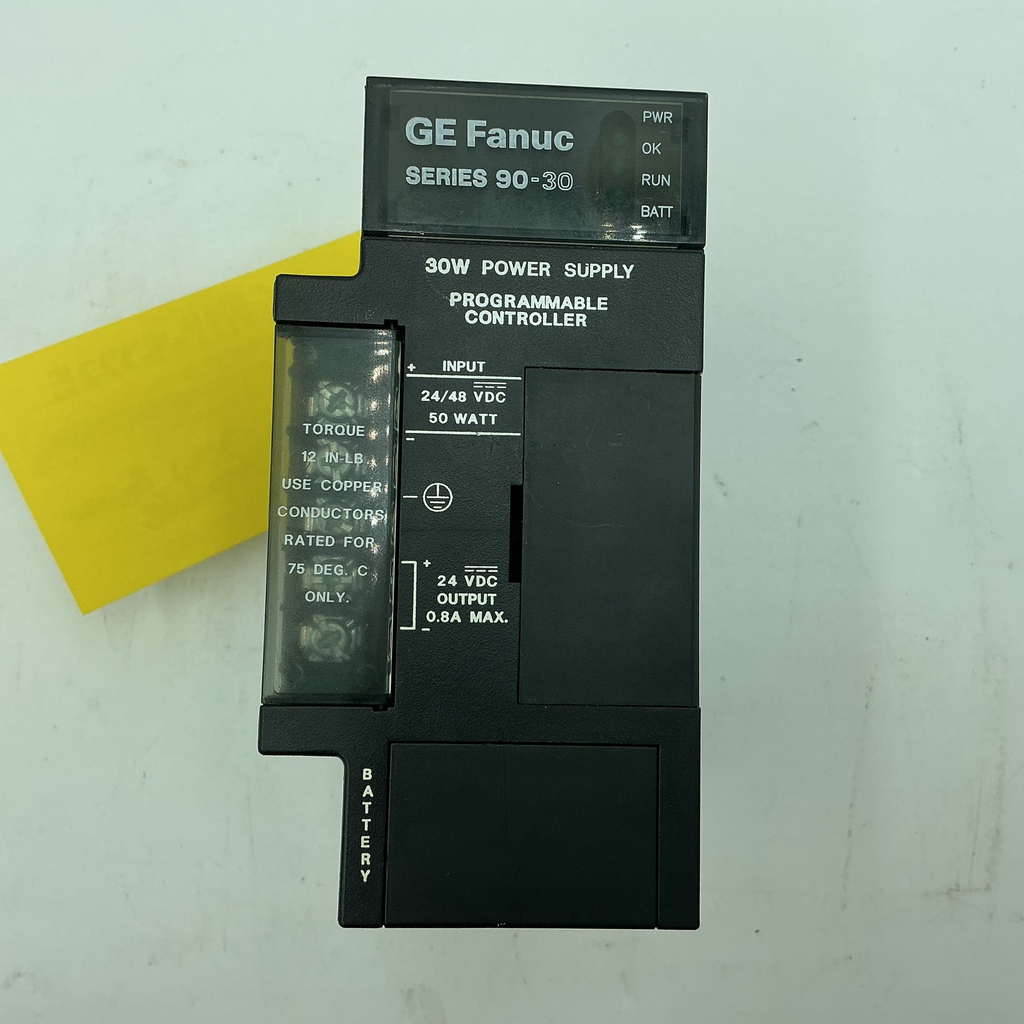 GE Fanuc
SERIES 90-30
PWR
OK
RUN
BATT
30W POWER SUPPLY
PROGRAMMABLE
CONTROLLER
+ INPUT
24/48 VDC
50 WATT
-
TORQUE
12 IN-LB.
USE COPPER
CONDUCTORS
RATED FOR
75 DEG. C
ONLY.
+
24 VDC
OUTPUT
0.8A MAX.
-
BATTERY